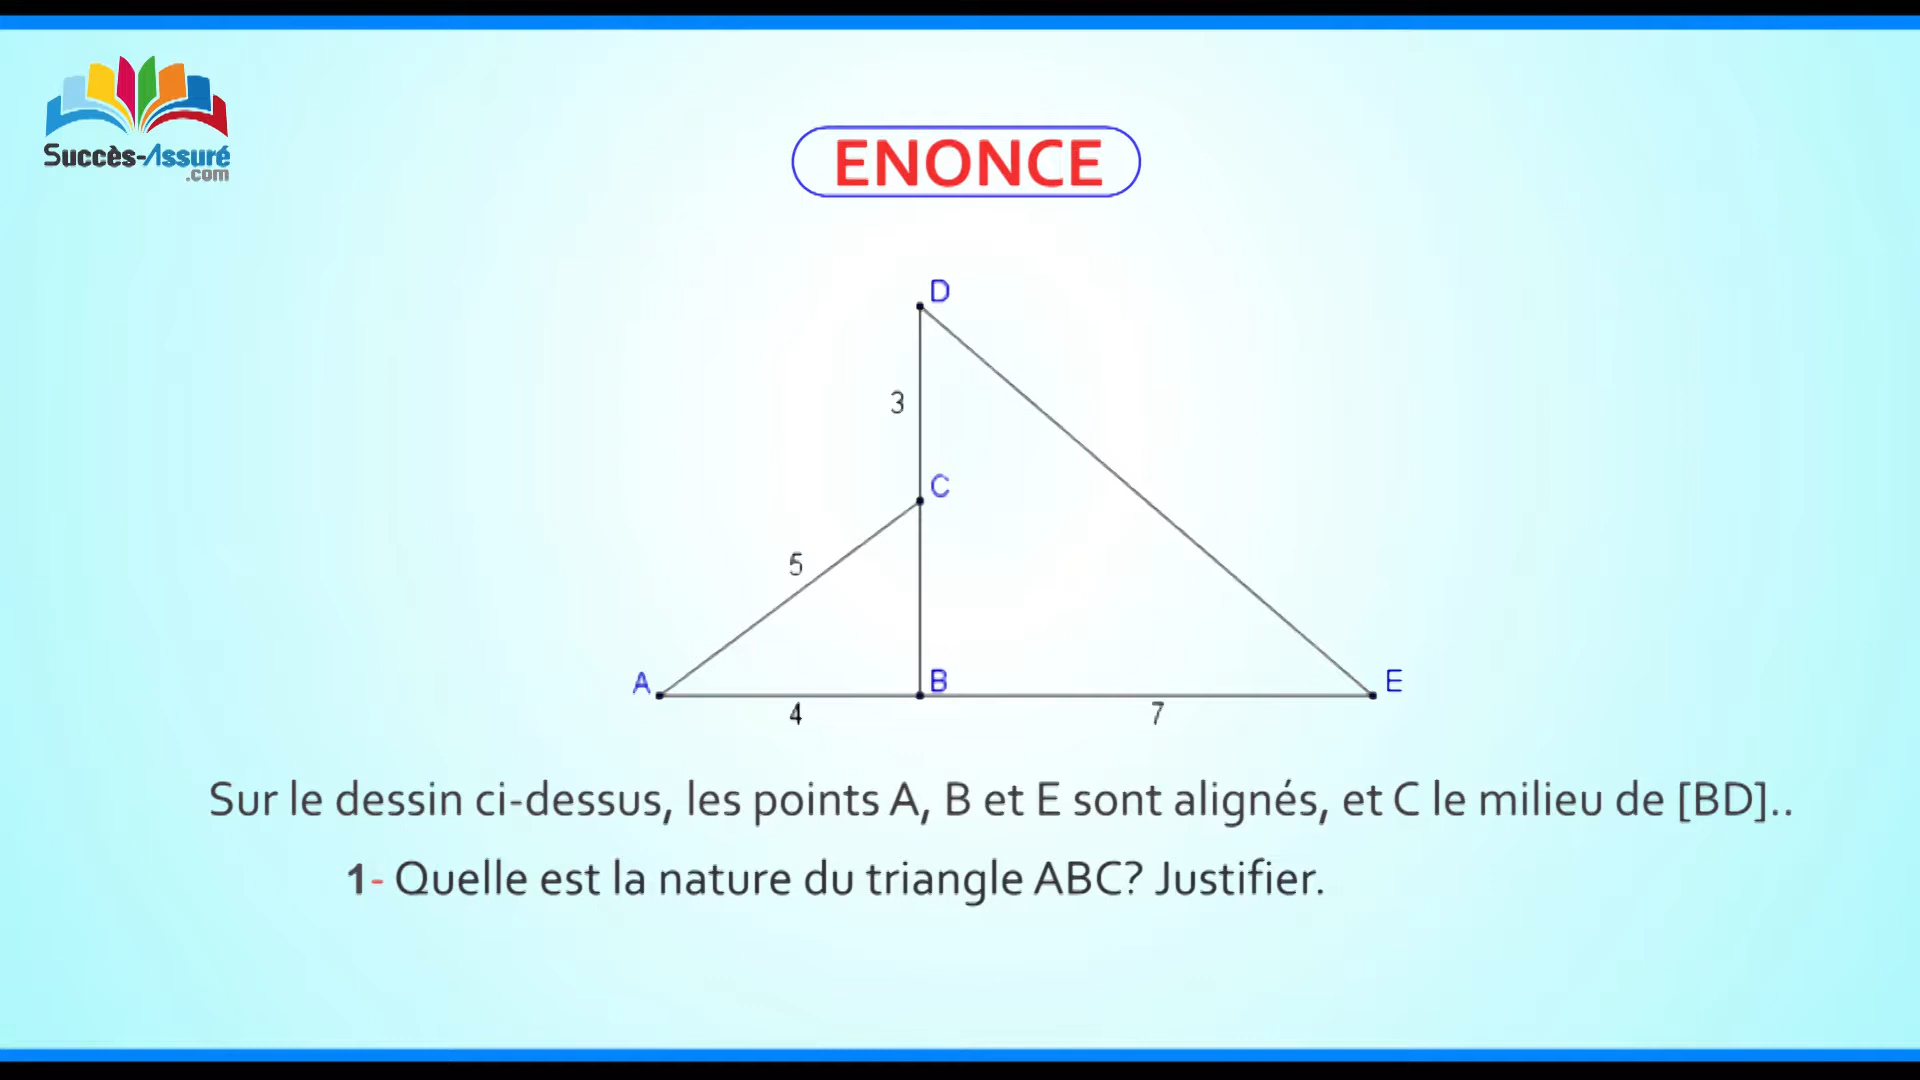 Succès-Assuré
.com
ENONCE
D
3
C
5
A
B
E
4
7
Sur le dessin ci-dessus, les points A, B et E sont alignés, et C le milieu de [BD]..
1- Quelle est la nature du triangle ABC? Justifier.